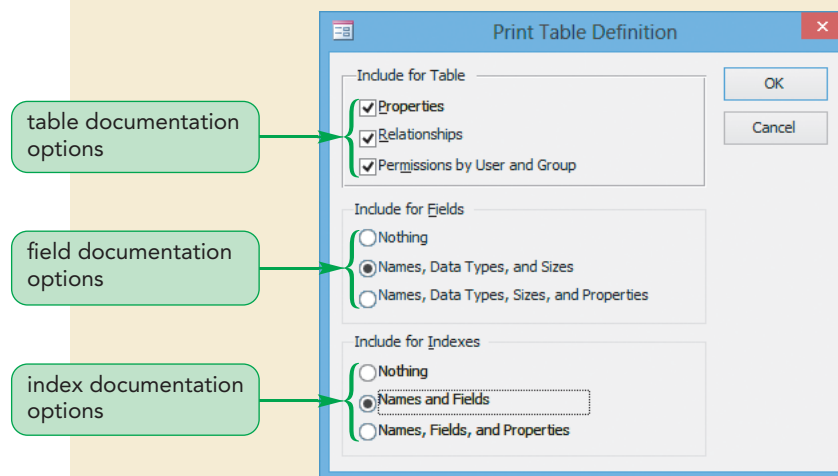 Print Table Definition
Include for Table
OK
Properties
table documentation
options
Relationships
Cancel
Permissions by User and Group
Include for Fields
Nothing
field documentation
options
Names, Data Types, and Sizes
Names, Data Types, Sizes, and Properties
Include for Indexes
Nothing
index documentation
options
Names and Fields
Names, Fields, and Properties